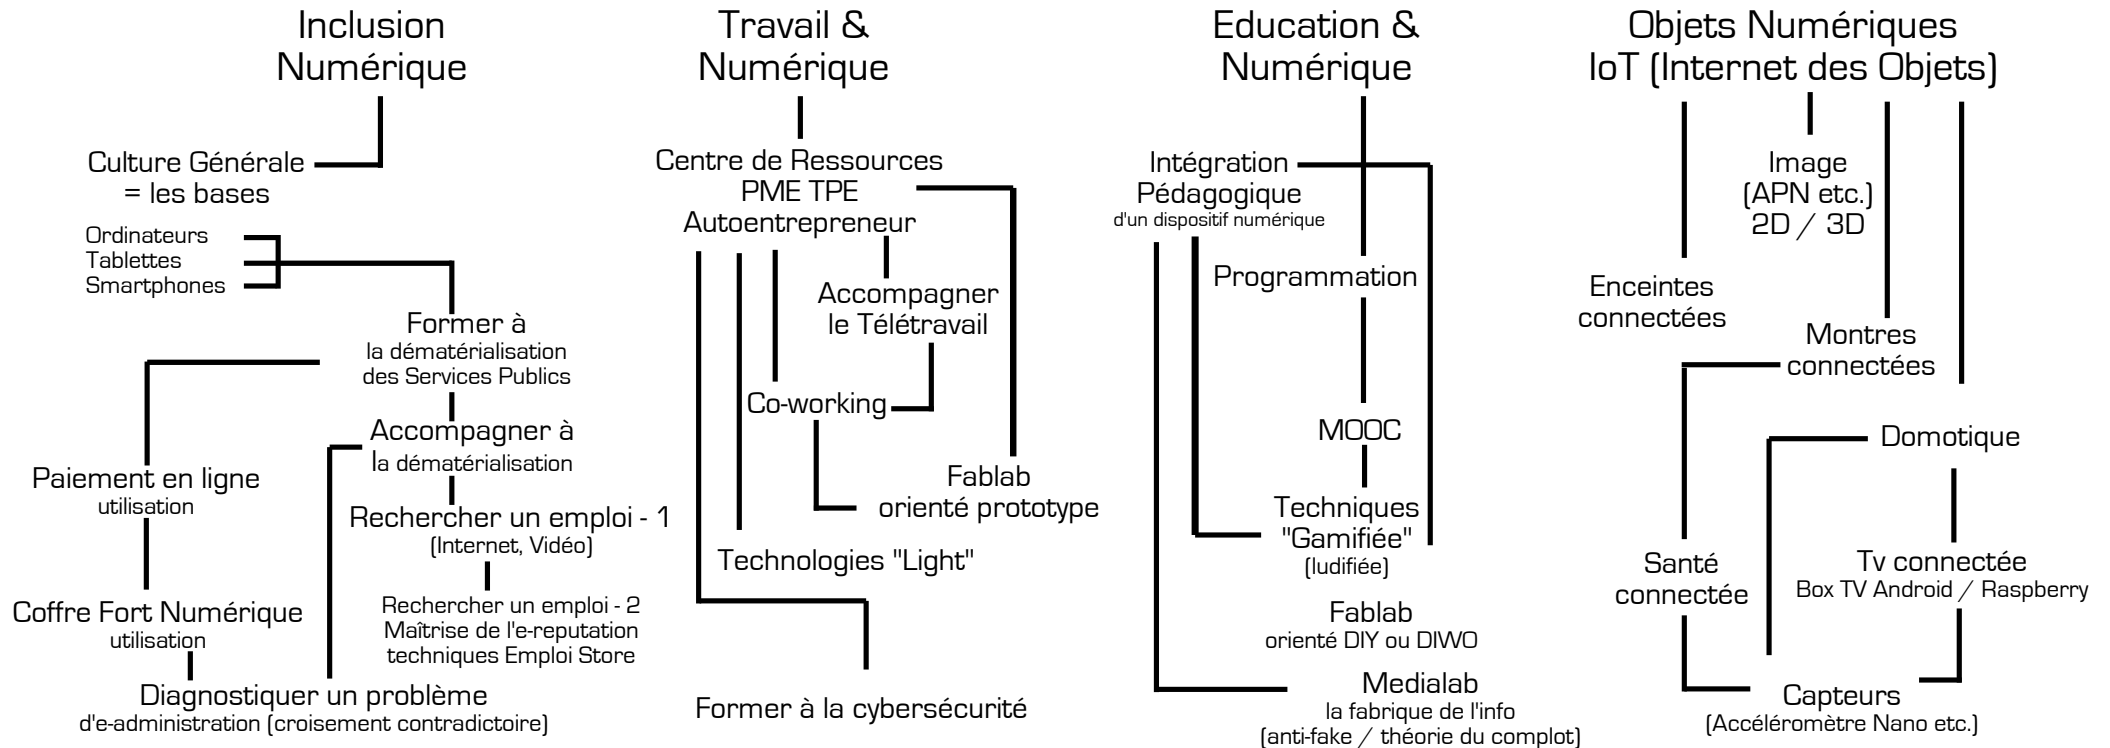 Inclusion
Numérique
Culture Générale
= les bases
Ordinateurs
Tablettes
Smartphones
Former à
la dématérialisation
des Services Publics
Accompagner à
la dématérialisation
Paiement en ligne
utilisation
Rechercher un emploi - 1
(Internet, Vidéo)
Coffre Fort Numérique
utilisation
Rechercher un emploi - 2
Maîtrise de l'e-reputation
techniques Emploi Store
Diagnostiquer un problème
d'e-administration (croisement contradictoire)
Travail &
Numérique
Centre de Ressources
PME TPE
Autoentrepreneur
Accompagner
le Télétravail
Co-working
Fablab
orienté prototype
Technologies "Light"
Former à la cybersécurité
Education &
Numérique
Intégration
Pédagogique
d'un dispositif numérique
Programmation
MOOC
Techniques
"Gamifiée"
(ludifiée)
Fablab
orienté DIY ou DIWO
Medialab
la fabrique de l'info
(anti-fake / théorie du complot)
Objets Numériques
IoT (Internet des Objets)
Image
(APN etc.)
2D / 3D
Enceintes
connectées
Montres
connectées
Domotique
Santé
connectée
Tv connectée
Box TV Android / Raspberry
Capteurs
(Accéléromètre Nano etc.)